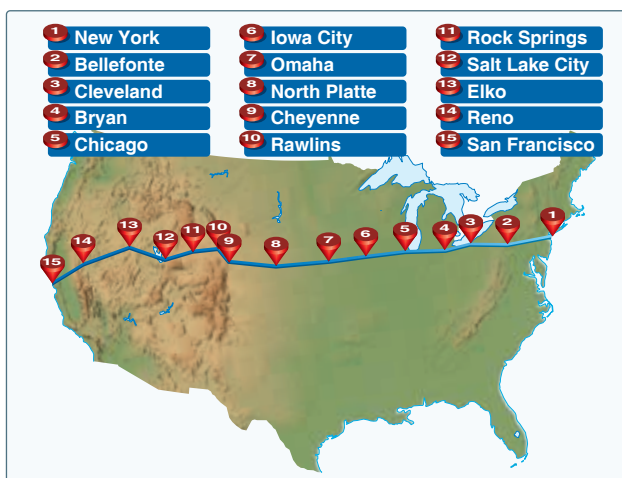 1 New York
2 Bellefonte
3 Cleveland
4 Bryan
5 Chicago
6 Iowa City
7 Omaha
8 North Platte
9 Cheyenne
10 Rawlins
11 Rock Springs
12 Salt Lake City
13 Elko
14 Reno
15 San Francisco
15
14
13
12
11
10
9
8
7
6
5
4
3
2
1